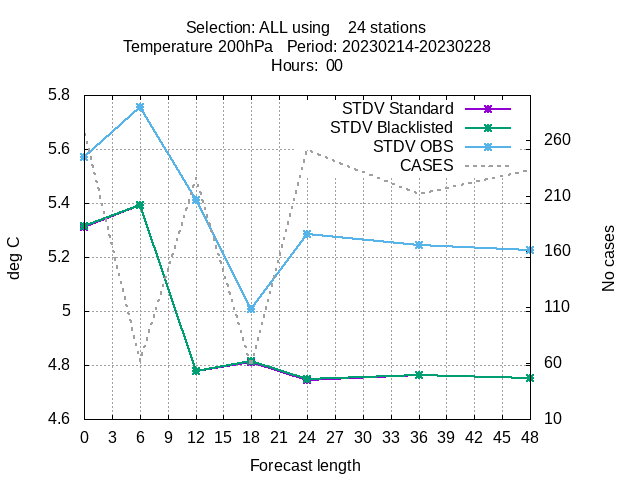 Selection: ALL using 24 stations
Temperature 200hPa Period: 20230214-20230228
Hours: 00
STDV Standard
STDV Blacklisted
STDV OBS
CASES
5.8
5.6
5.4
5.2
5
4.8
4.6
deg C
260
210
160
110
60
10
No cases
0 3 6 9 12 15 18 21 24 27 30 33 36 39 42 45 48
Forecast length